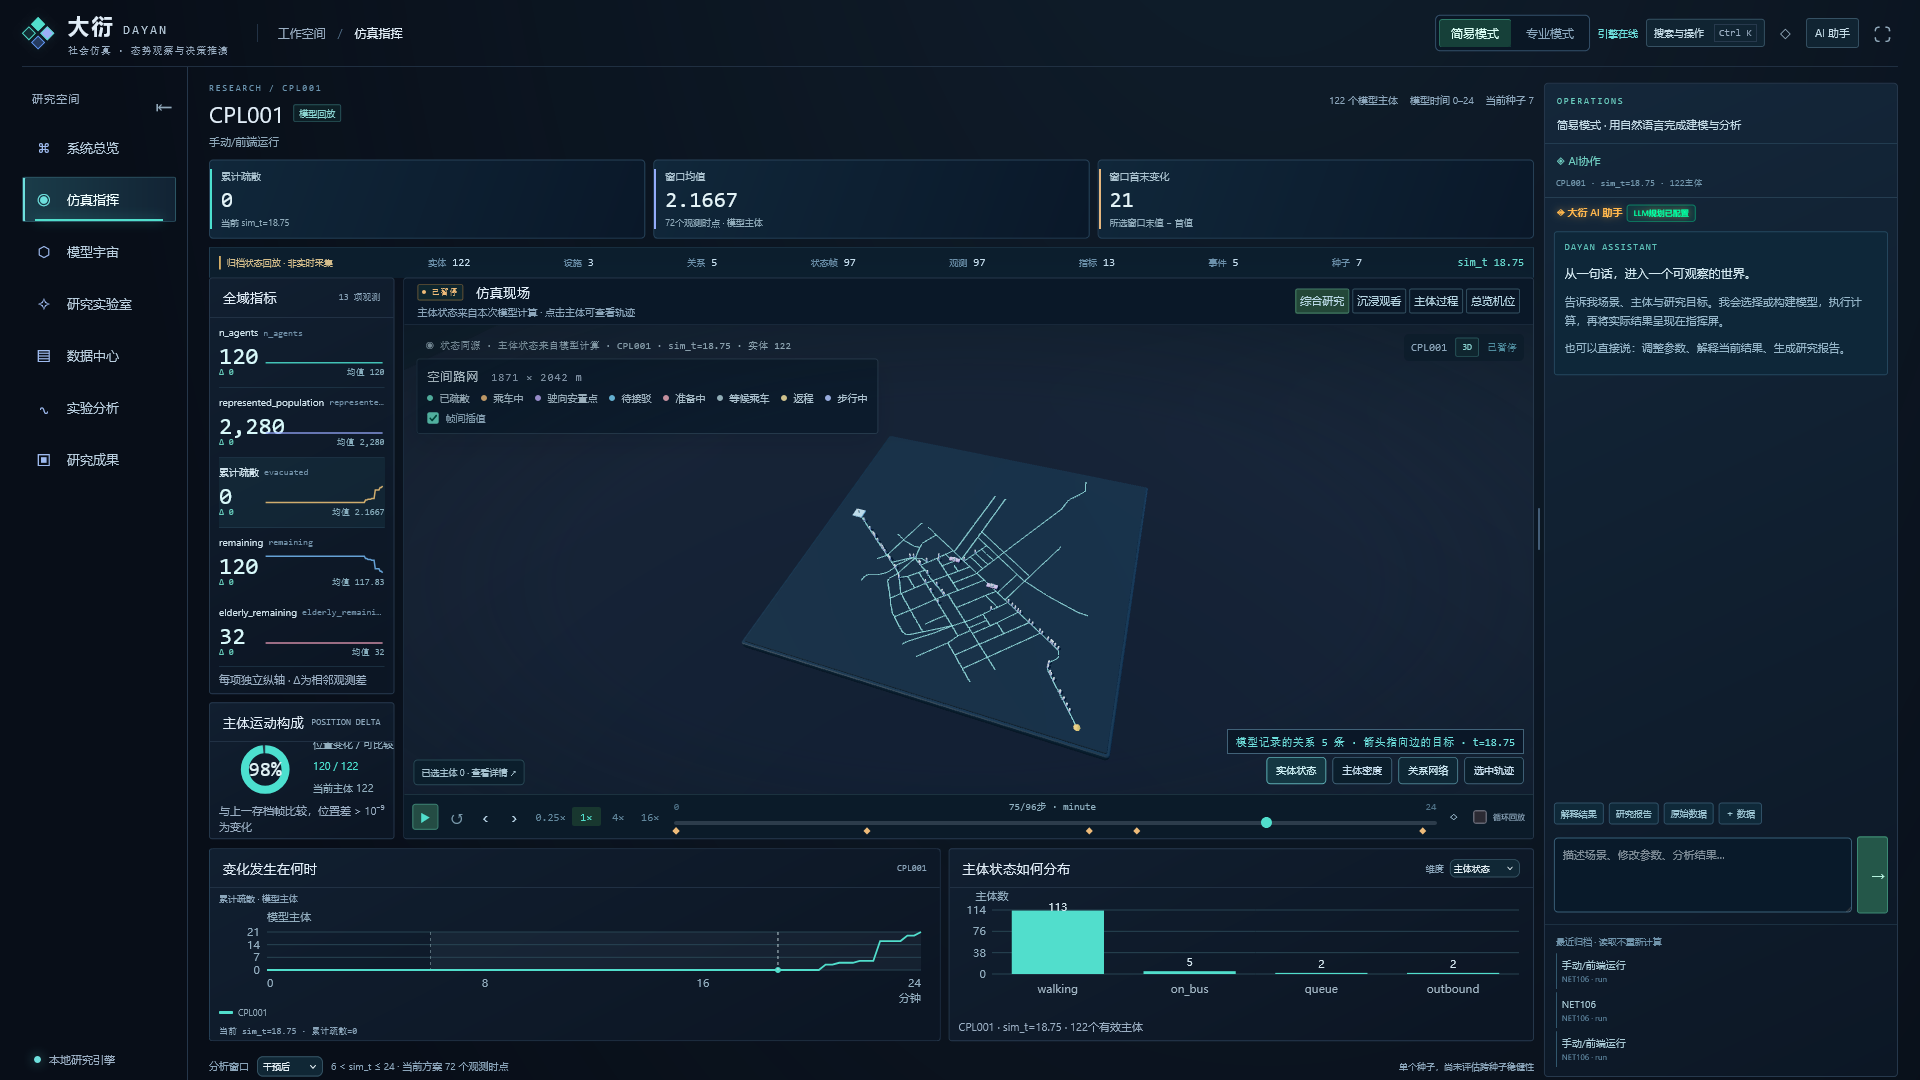 大衍 DAYAN
社会仿真 · 态势观察与决策推演
工作空间 / 仿真指挥
简易模式 专业模式 引擎在线 搜索与操作 Ctrl K AI 助手
研究空间
系统总览
仿真指挥
模型宇宙
研究实验室
数据中心
实验分析
研究成果
本地研究引擎
RESEARCH / CPL001
CPL001 模型回放
手动/前端运行
122 个模型主体 模型时间 0–24 当前种子 7
累计疏散
0
当前 sim_t=18.75
窗口均值
2.1667
72个观测时点 · 模型主体
窗口首末变化
21
所选窗口末值 − 首值
归档状态回放 · 非实时采集 实体 122 设施 3 关系 5 状态帧 97 观测 97 指标 13 事件 5 种子 7 sim_t 18.75
全域指标 13 项观测
n_agents n_agents
120
Δ 0 均值 120
represented_population represente…
2,280
Δ 0 均值 2,280
累计疏散 evacuated
0
Δ 0 均值 2.1667
remaining remaining
120
Δ 0 均值 117.83
elderly_remaining elderly_remaini…
32
Δ 0 均值 32
每项独立纵轴 · Δ为相邻观测差
主体运动构成 POSITION DELTA
位置变化 / 可比较
98%
120 / 122
当前主体 122
与上一存档帧比较，位置差 > 10⁻⁹
为变化
已暂停 仿真现场
主体状态来自本次模型计算 · 点击主体可查看轨迹
综合研究 沉浸观看 主体过程 总览机位
状态同源 · 主体状态来自模型计算 · CPL001 · sim_t=18.75 · 实体 122
CPL001 3D 已暂停
空间路网 1871 × 2042 m
已疏散 乘车中 驶向安置点 待接驳 准备中 等候乘车 返程 步行中
帧间插值
模型记录的关系 5 条 · 箭头指向边的目标 · t=18.75
已选主体 0 · 查看详情 ↗
实体状态 主体密度 关系网络 选中轨迹
0.25× 1× 4× 16×
0 75/96步 · minute 24
循环回放
变化发生在何时 CPL001
累计疏散 · 模型主体
模型主体
21
14
7
0
0 8 16 24
分钟
CPL001
当前 sim_t=18.75 · 累计疏散=0
主体状态如何分布 维度 主体状态
主体数
114
76
38
0
113 5 2 2
walking on_bus queue outbound
CPL001 · sim_t=18.75 · 122个有效主体
分析窗口 干预后 6 < sim_t ≤ 24 · 当前方案 72 个观测时点
单个种子，尚未评估跨种子稳健性
OPERATIONS
简易模式 · 用自然语言完成建模与分析
AI协作
CPL001 · sim_t=18.75 · 122主体
大衍 AI 助手 LLM规划已配置
DAYAN ASSISTANT
从一句话，进入一个可观察的世界。
告诉我场景、主体与研究目标。我会选择或构建模型，执行计
算，再将实际结果呈现在指挥屏。
也可以直接说：调整参数、解释当前结果、生成研究报告。
解释结果 研究报告 原始数据 + 数据
描述场景、修改参数、分析结果…
→
最近归档 · 读取不重新计算
手动/前端运行
NET106 · run
NET106
NET106 · run
手动/前端运行
NET106 · run